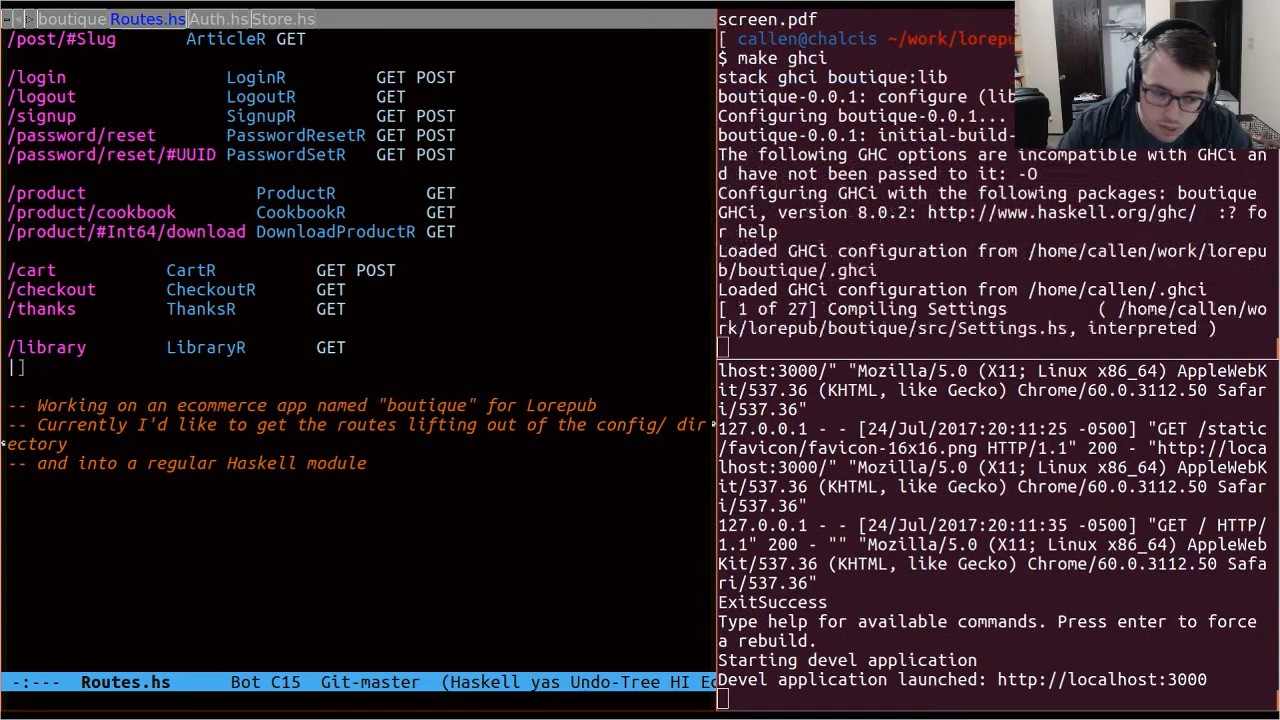 boutique Routes.hs Auth.hs Store.hs
/post/#Slug ArticleR GET
/login LoginR GET POST
/logout LogoutR GET
/signup SignupR GET POST
/password/reset PasswordResetR GET POST
/password/reset/#UUID PasswordSetR GET POST
/product ProductR GET
/product/cookbook CookbookR GET
/product/#Int64/download DownloadProductR GET
/cart CartR GET POST
/checkout CheckoutR GET
/thanks ThanksR GET
/library LibraryR GET
|]
-- Working on an ecommerce app named "boutique" for Lorepub
-- Currently I'd like to get the routes lifting out of the config/ dir
ectory
-- and into a regular Haskell module
-:--- Routes.hs Bot C15 Git-master (Haskell yas Undo-Tree HI Ec
screen.pdf
[ callen@chalcis ~/work/lorepu
$ make ghci
stack ghci boutique:lib
boutique-0.0.1: configure (lib
Configuring boutique-0.0.1...
boutique-0.0.1: initial-build-
The following GHC options are incompatible with GHCi an
d have not been passed to it: -O
Configuring GHCi with the following packages: boutique
GHCi, version 8.0.2: http://www.haskell.org/ghc/ :? fo
r help
Loaded GHCi configuration from /home/callen/work/lorepu
b/boutique/.ghci
Loaded GHCi configuration from /home/callen/.ghci
[ 1 of 27] Compiling Settings ( /home/callen/wo
rk/lorepub/boutique/src/Settings.hs, interpreted )
lhost:3000/" "Mozilla/5.0 (X11; Linux x86_64) AppleWebK
it/537.36 (KHTML, like Gecko) Chrome/60.0.3112.50 Safar
i/537.36"
127.0.0.1 - - [24/Jul/2017:20:11:25 -0500] "GET /static
/favicon/favicon-16x16.png HTTP/1.1" 200 - "http://loca
lhost:3000/" "Mozilla/5.0 (X11; Linux x86_64) AppleWebK
it/537.36 (KHTML, like Gecko) Chrome/60.0.3112.50 Safar
i/537.36"
127.0.0.1 - - [24/Jul/2017:20:11:35 -0500] "GET / HTTP/
1.1" 200 - "" "Mozilla/5.0 (X11; Linux x86_64) AppleWeb
Kit/537.36 (KHTML, like Gecko) Chrome/60.0.3112.50 Safa
ri/537.36"
ExitSuccess
Type help for available commands. Press enter to force
a rebuild.
Starting devel application
Devel application launched: http://localhost:3000